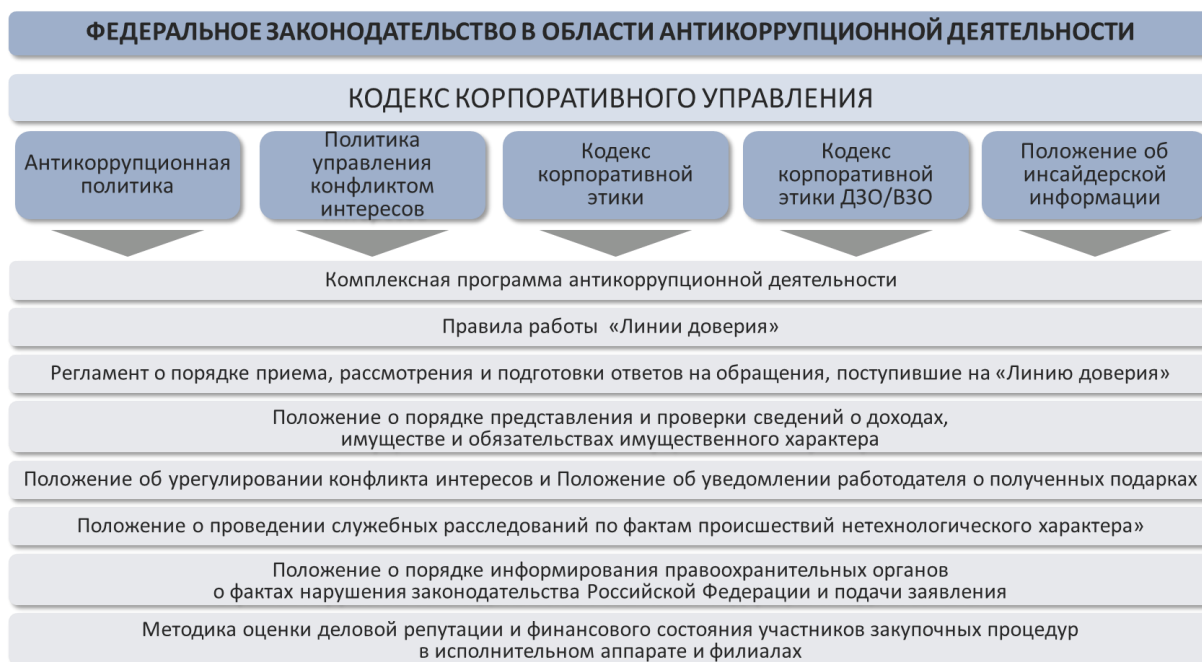 ФЕДЕРАЛЬНОЕ ЗАКОНОДАТЕЛЬСТВО В ОБЛАСТИ АНТИКОРРУПЦИОННОЙ ДЕЯТЕЛЬНОСТИ
КОДЕКС КОРПОРАТИВНОГО УПРАВЛЕНИЯ
Антикоррупционная
политика
Политика
управления
конфликтом
интересов
Кодекс
корпоративной
этики
Кодекс
корпоративной
этики ДЗО/ВЗО
Положение об
инсайдерской
информации
Комплексная программа антикоррупционной деятельности
Правила работы «Линии доверия»
Регламент о порядке приема, рассмотрения и подготовки ответов на обращения, поступившие на «Линию доверия»
Положение о порядке представления и проверки сведений о доходах,
имуществе и обязательствах имущественного характера
Положение об урегулировании конфликта интересов и Положение об уведомлении работодателя о полученных подарках
Положение о проведении служебных расследований по фактам происшествий нетехнологического характера»
Положение о порядке информирования правоохранительных органов
о фактах нарушения законодательства Российской Федерации и подачи заявления
Методика оценки деловой репутации и финансового состояния участников закупочных процедур
в исполнительном аппарате и филиалах